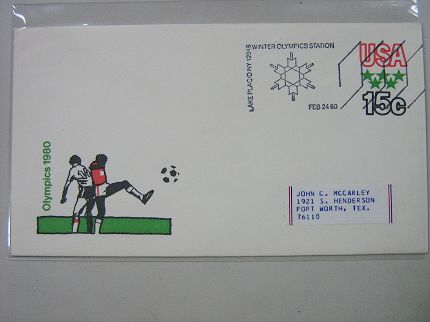 LAKE PLACID NY 12946
WINTER OLYMPICS STATION
FEB 24 80
USA
15c
Olympics 1980
JOHN C. MCCARLEY
1921 S. HENDERSON
FORT WORTH, TEX.
76110